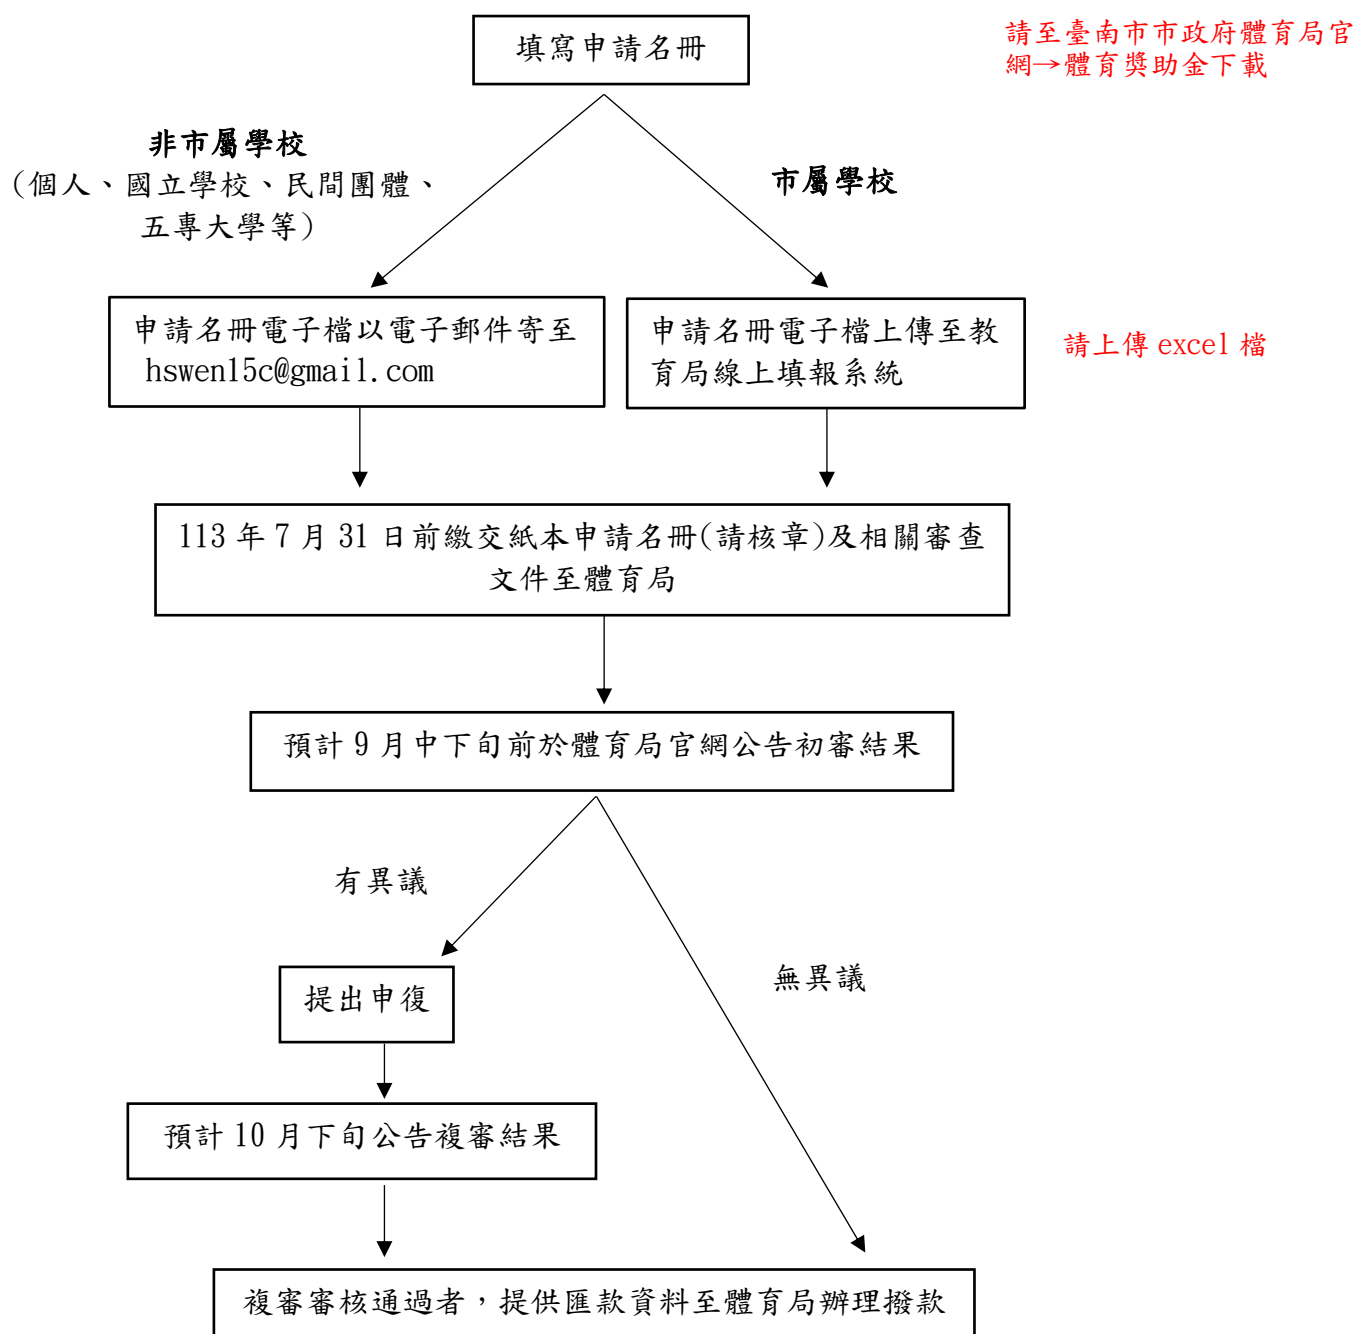 填寫申請名冊
請至臺南市市政府體育局官
網→體育獎助金下載
非市屬學校
(個人、國立學校、民間團體、
五專大學等)
市屬學校
申請名冊電子檔以電子郵件寄至
hswen15c@gmail.com
申請名冊電子檔上傳至教
育局線上填報系統
請上傳 excel 檔
113 年 7 月 31 日前繳交紙本申請名冊(請核章)及相關審查
文件至體育局
預計 9 月中下旬前於體育局官網公告初審結果
有異議
無異議
提出申復
預計 10 月下旬公告複審結果
複審審核通過者，提供匯款資料至體育局辦理撥款